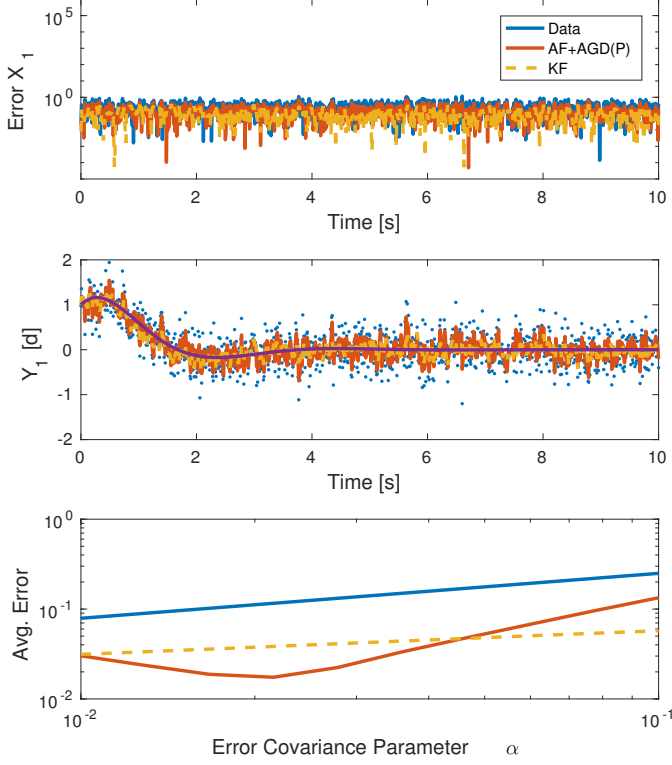 10^5
10^0
Error X_1
Data
AF+AGD(P)
KF
0 2 4 6 8 10
Time [s]
2
1
0
-1
-2
Y_1 [d]
0 2 4 6 8 10
Time [s]
10^0
10^-1
10^-2
Avg. Error
10^-2 10^-1
Error Covariance Parameter α